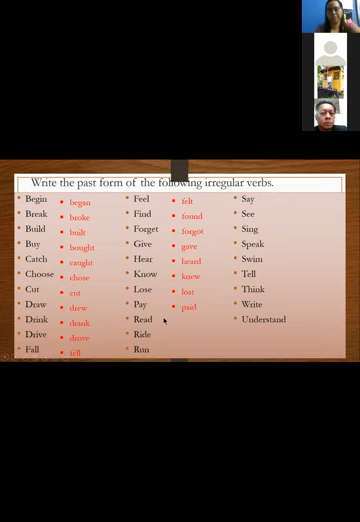 Write the past form of the following irregular verbs.
Begin
Break
Build
Buy
Catch
Choose
Cut
Draw
Drink
Drive
Fall
began
broke
built
bought
caught
chose
cut
drew
drank
drove
fell
Feel
Find
Forget
Give
Hear
Know
Lose
Pay
Read
Ride
Run
felt
found
forgot
gave
heard
knew
lost
paid
Say
See
Sing
Speak
Swim
Tell
Think
Write
Understand